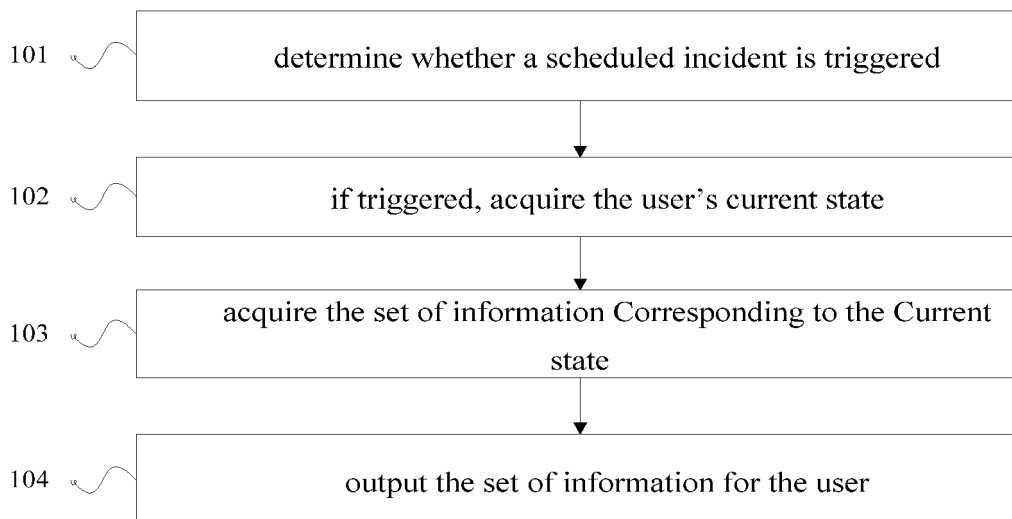 101
determine whether a scheduled incident is triggered
102
if triggered, acquire the user’s current state
103
acquire the set of information Corresponding to the Current
state
104
output the set of information for the user